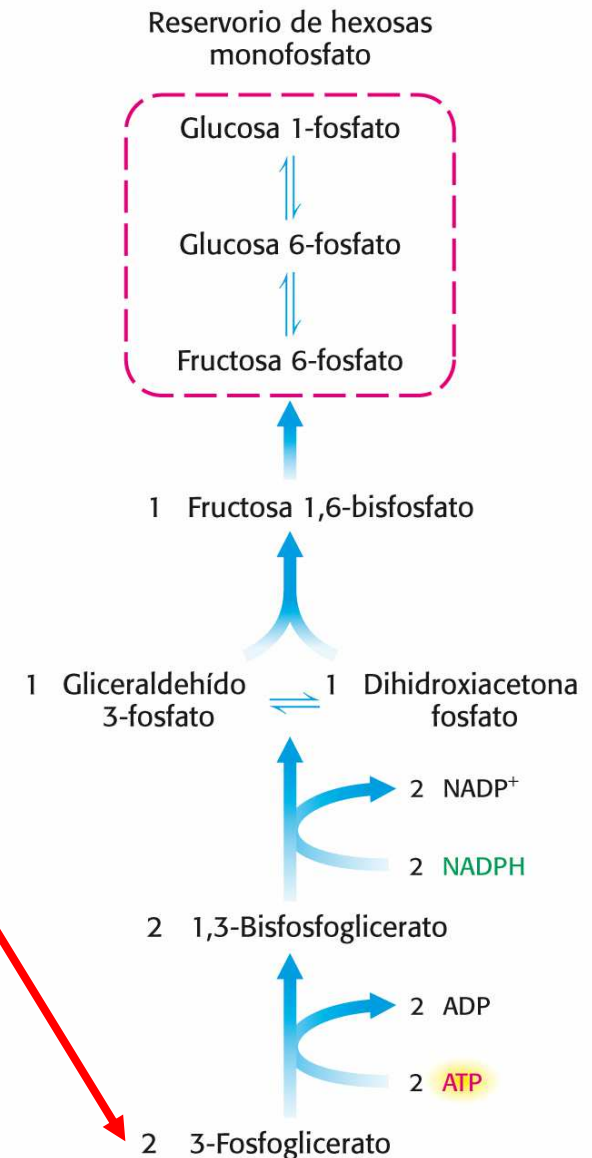 Reservorio de hexosas
monofosfato
Glucosa 1-fosfato
Glucosa 6-fosfato
Fructosa 6-fosfato
1 Fructosa 1,6-bisfosfato
1 Gliceraldehído
3-fosfato
1 Dihidroxiacetona
fosfato
2 NADP⁺
2 NADPH
2 1,3-Bisfosfoglicerato
2 ADP
2 ATP
2 3-Fosfoglicerato